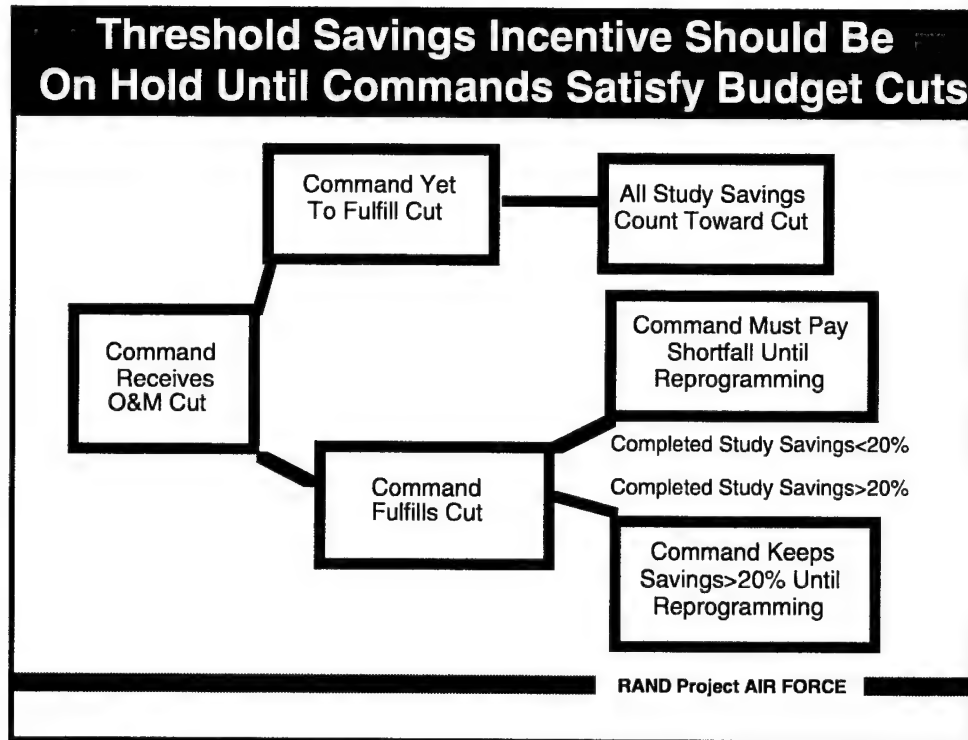 Threshold Savings Incentive Should Be
On Hold Until Commands Satisfy Budget Cuts
Command Yet
To Fulfill Cut
All Study Savings
Count Toward Cut
Command
Receives
O&M Cut
Command Must Pay
Shortfall Until
Reprogramming
Completed Study Savings<20%
Command
Fulfills Cut
Completed Study Savings>20%
Command Keeps
Savings>20% Until
Reprogramming
RAND Project AIR FORCE